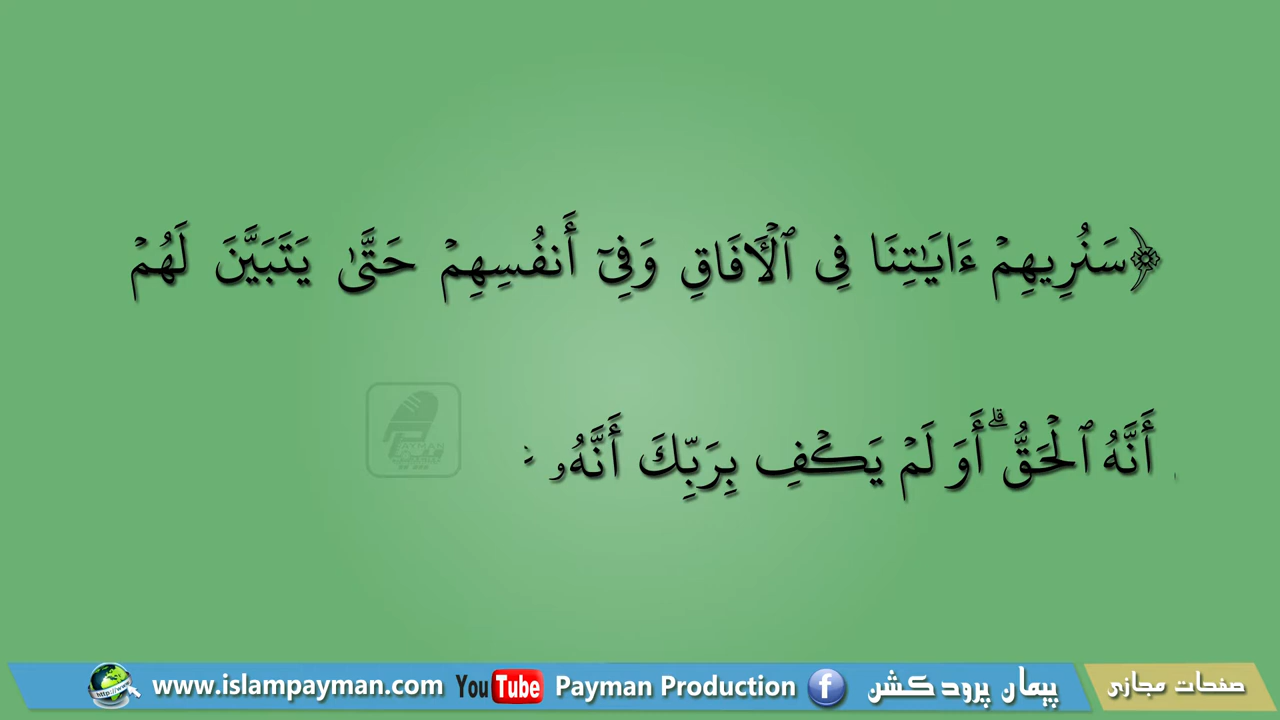 ﴿سَنُرِيهِمۡ ءَايَٰتِنَا فِي ٱلۡأٓفَاقِ وَفِيٓ أَنفُسِهِمۡ حَتَّىٰ يَتَبَيَّنَ لَهُمۡ
أَنَّهُ ٱلۡحَقُّۗ أَوَ لَمۡ يَكۡفِ بِرَبِّكَ أَنَّهُۥ
www.islampayman.com YouTube Payman Production f پیمان پرودکشن صفحات مجازی